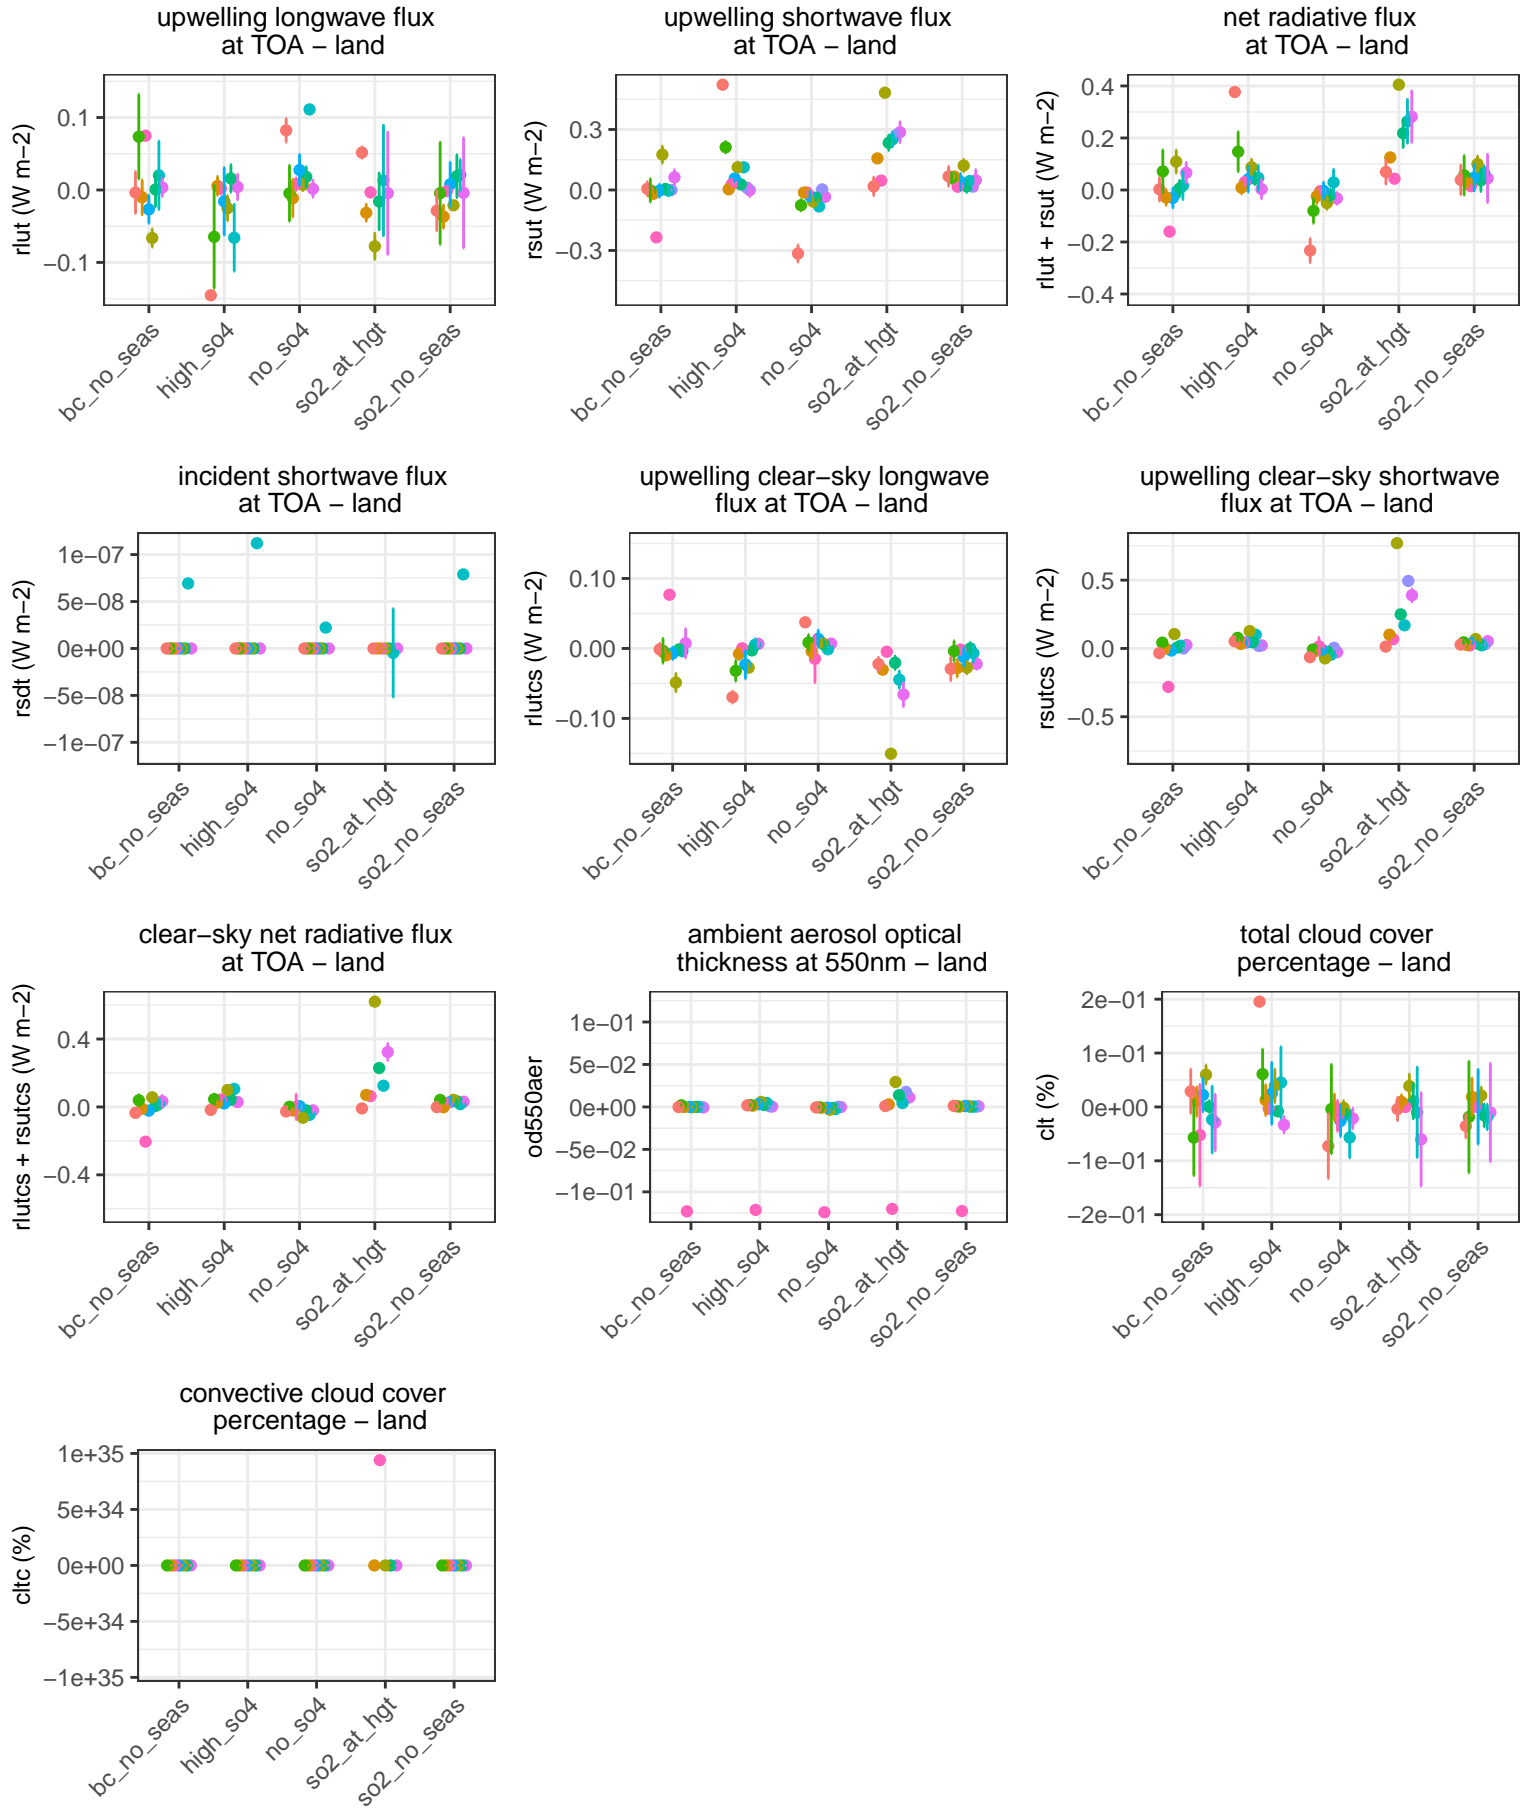 upwelling longwave flux
at TOA − land
rlut (W m−2)
0.1
0.0
−0.1
bc_no_seas
high_so4
no_so4
so2_at_hgt
so2_no_seas
upwelling shortwave flux
at TOA − land
rsut (W m−2)
0.3
0.0
−0.3
bc_no_seas
high_so4
no_so4
so2_at_hgt
so2_no_seas
net radiative flux
at TOA − land
rlut + rsut (W m−2)
0.4
0.2
0.0
−0.2
−0.4
bc_no_seas
high_so4
no_so4
so2_at_hgt
so2_no_seas
incident shortwave flux
at TOA − land
rsdt (W m−2)
1e−07
5e−08
0e+00
−5e−08
−1e−07
bc_no_seas
high_so4
no_so4
so2_at_hgt
so2_no_seas
upwelling clear−sky longwave
flux at TOA − land
rlutcs (W m−2)
0.10
0.00
−0.10
bc_no_seas
high_so4
no_so4
so2_at_hgt
so2_no_seas
upwelling clear−sky shortwave
flux at TOA − land
rsutcs (W m−2)
0.5
0.0
−0.5
bc_no_seas
high_so4
no_so4
so2_at_hgt
so2_no_seas
clear−sky net radiative flux
at TOA − land
rlutcs + rsutcs (W m−2)
0.4
0.0
−0.4
bc_no_seas
high_so4
no_so4
so2_at_hgt
so2_no_seas
ambient aerosol optical
thickness at 550nm − land
od550aer
1e−01
5e−02
0e+00
−5e−02
−1e−01
bc_no_seas
high_so4
no_so4
so2_at_hgt
so2_no_seas
total cloud cover
percentage − land
clt (%)
2e−01
1e−01
0e+00
−1e−01
−2e−01
bc_no_seas
high_so4
no_so4
so2_at_hgt
so2_no_seas
convective cloud cover
percentage − land
cltc (%)
1e+35
5e+34
0e+00
−5e+34
−1e+35
bc_no_seas
high_so4
no_so4
so2_at_hgt
so2_no_seas